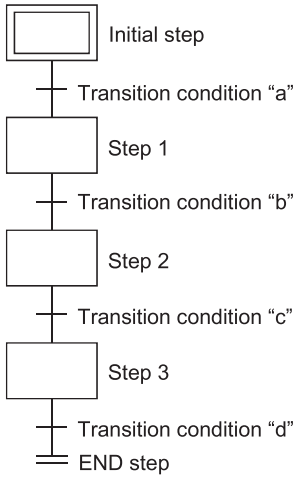 Initial step
Transition condition “a”
Step 1
Transition condition “b”
Step 2
Transition condition “c”
Step 3
Transition condition “d”
END step